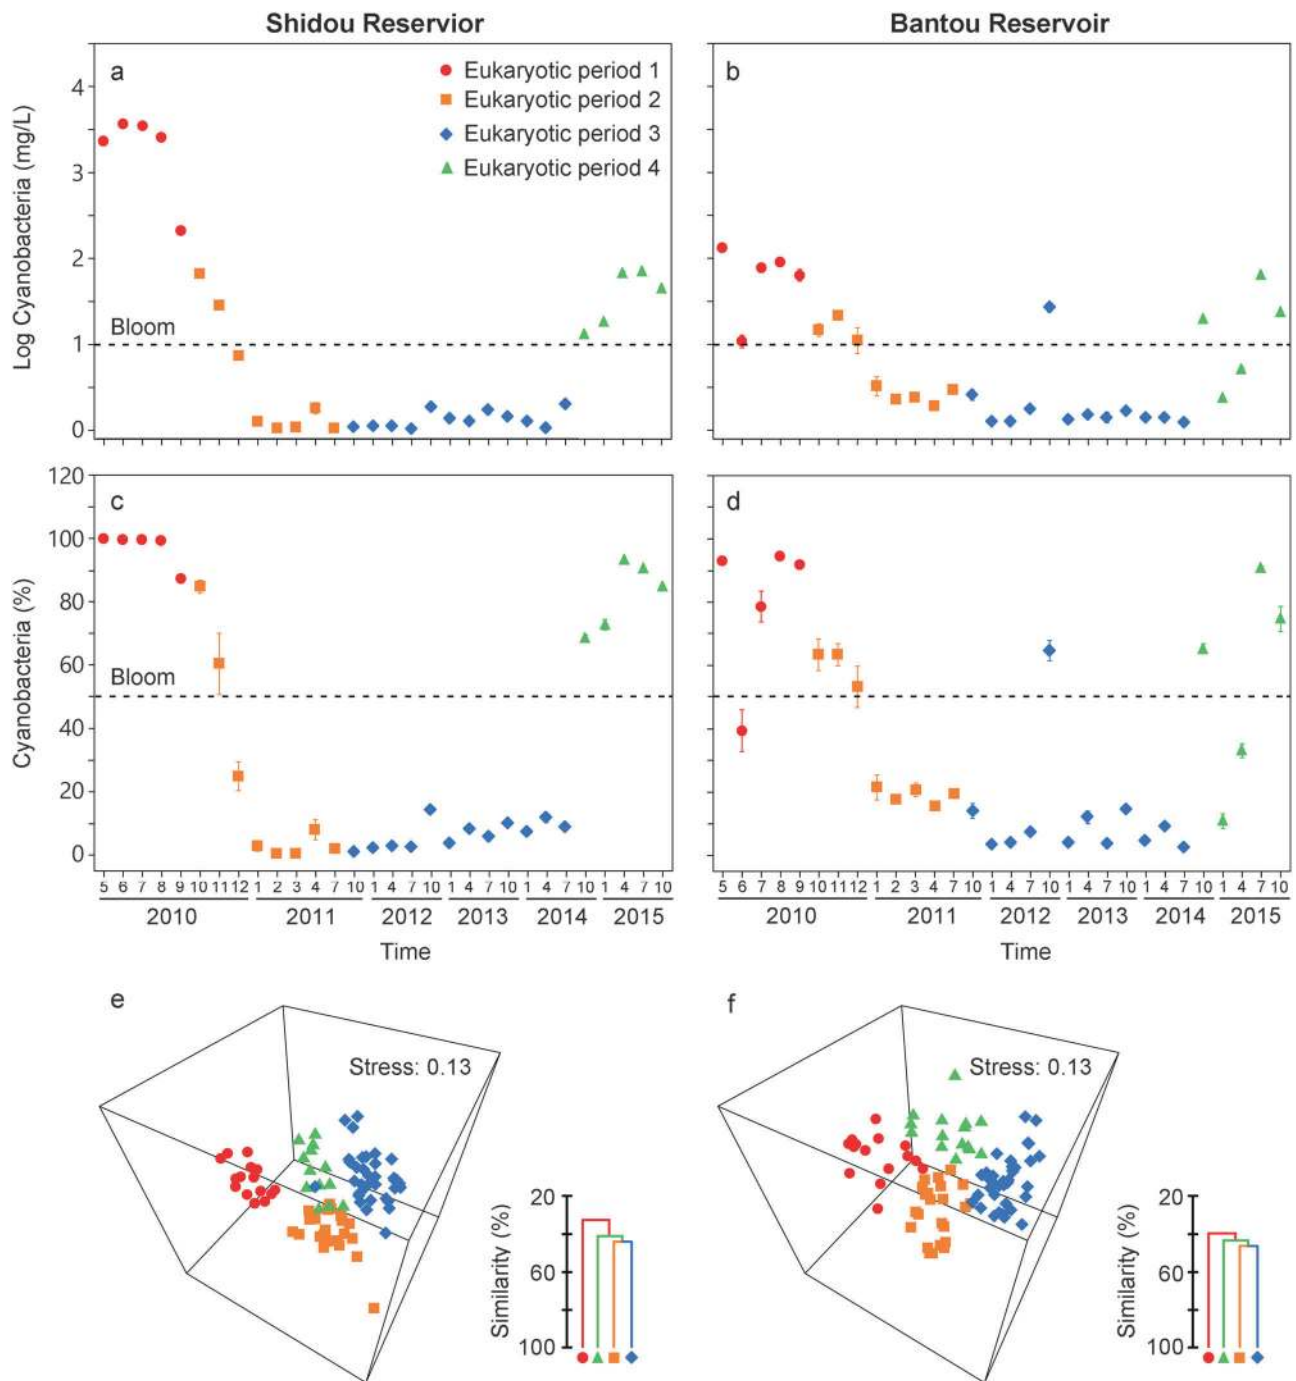 Shidou Reservior
Bantou Reservoir
a
Eukaryotic period 1
Eukaryotic period 2
Eukaryotic period 3
Eukaryotic period 4
Log Cyanobacteria (mg/L)
4
3
2
1
0
Bloom
b
c
Cyanobacteria (%)
120
100
80
60
40
20
0
Bloom
5 6 7 8 9 10 11 12 1 2 3 4 7 10 1 4 7 10 1 4 7 10 1 4 7 10 1 4 7 10
2010 2011 2012 2013 2014 2015
Time
d
5 6 7 8 9 10 11 12 1 2 3 4 7 10 1 4 7 10 1 4 7 10 1 4 7 10 1 4 7 10
2010 2011 2012 2013 2014 2015
Time
e
Stress: 0.13
Similarity (%)
20
60
100
f
Stress: 0.13
Similarity (%)
20
60
100